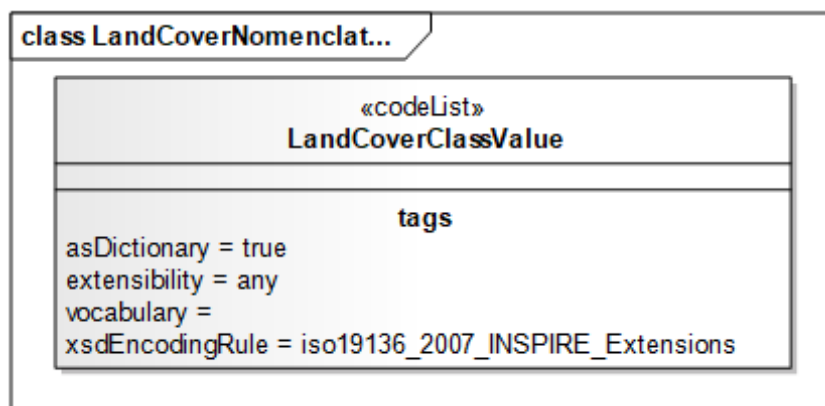 class LandCoverNomenclat...
«codeList»
LandCoverClassValue
tags
asDictionary = true
extensibility = any
vocabulary =
xsdEncodingRule = iso19136_2007_INSPIRE_Extensions